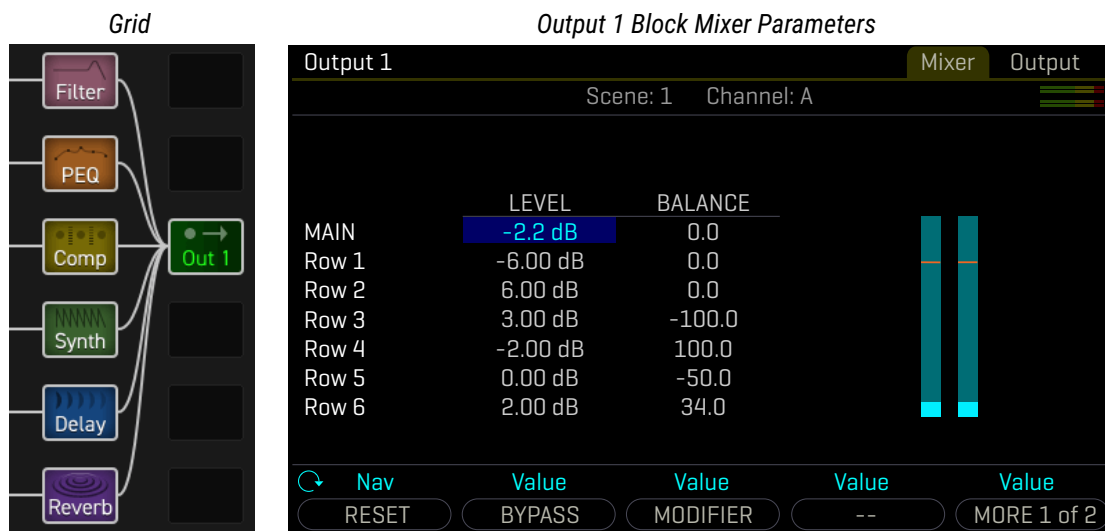 Grid
Output 1 Block Mixer Parameters
Filter
PEQ
Comp
Out 1
Synth
Delay
Reverb
Output 1
Mixer Output
Scene: 1 Channel: A
LEVEL BALANCE
MAIN -2.2 dB 0.0
Row 1 -6.00 dB 0.0
Row 2 6.00 dB 0.0
Row 3 3.00 dB -100.0
Row 4 -2.00 dB 100.0
Row 5 0.00 dB -50.0
Row 6 2.00 dB 34.0
Nav Value Value Value Value
RESET BYPASS MODIFIER -- MORE 1 of 2